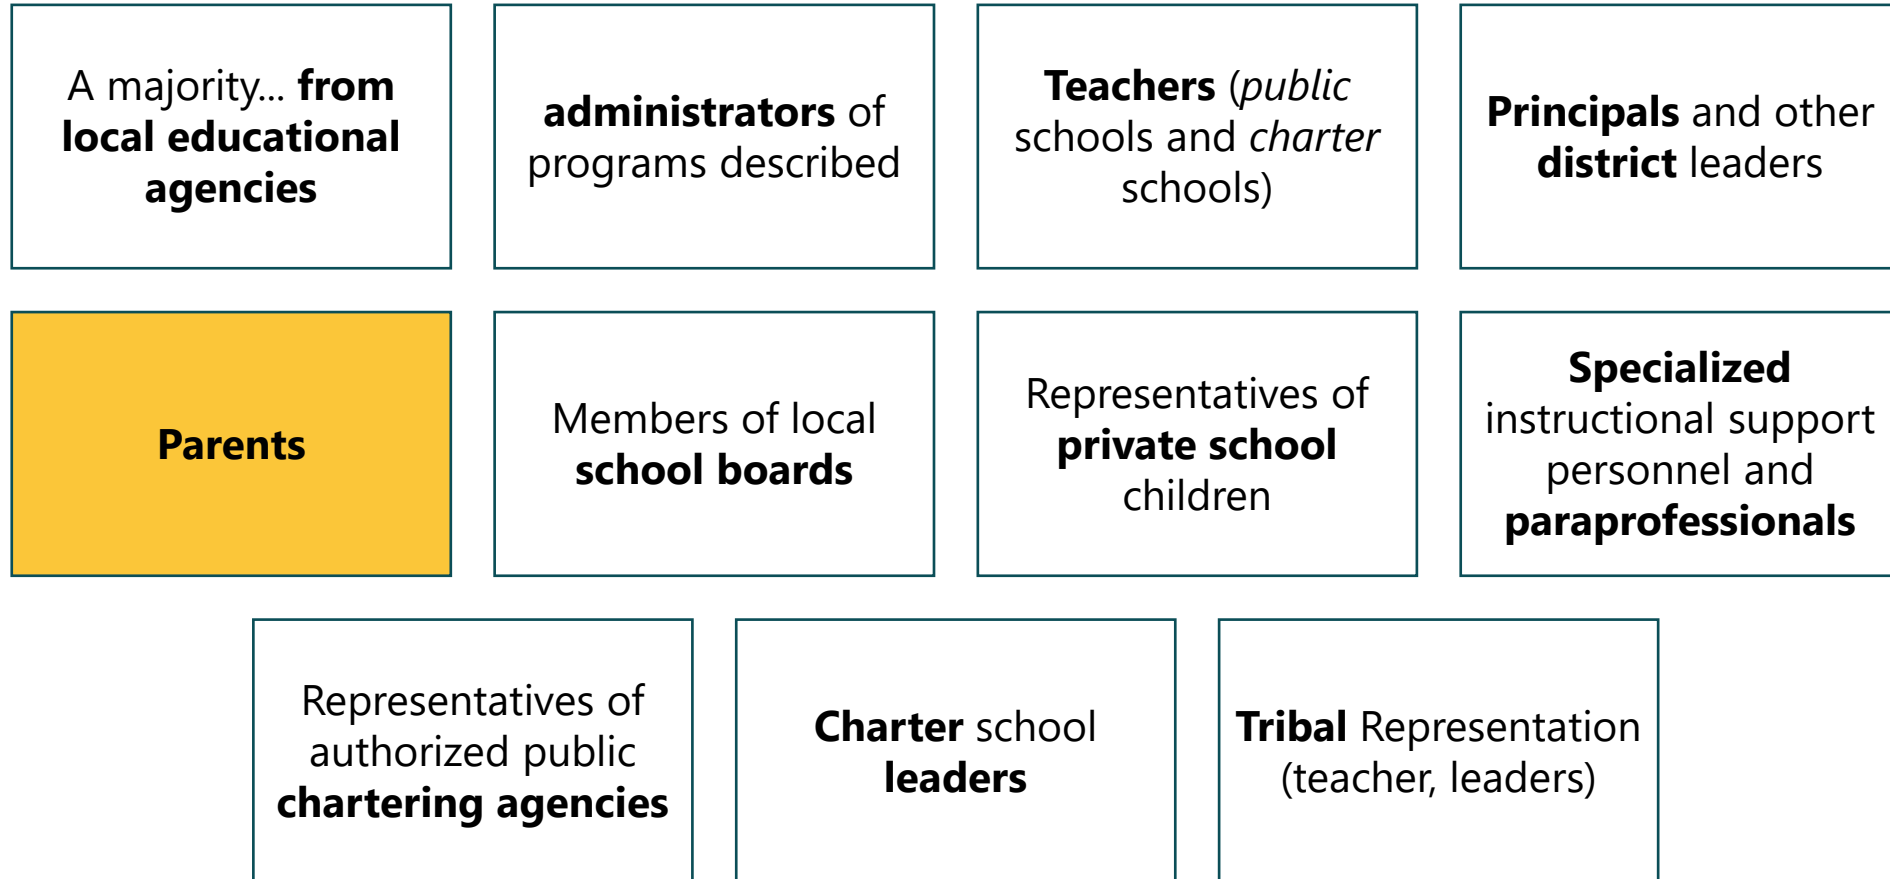 A majority... from
local educational
agencies
administrators of
programs described
Teachers (public
schools and charter
schools)
Principals and other
district leaders
Parents
Members of local
school boards
Representatives of
private school
children
Specialized
instructional support
personnel and
paraprofessionals
Representatives of
authorized public
chartering agencies
Charter school
leaders
Tribal Representation
(teacher, leaders)